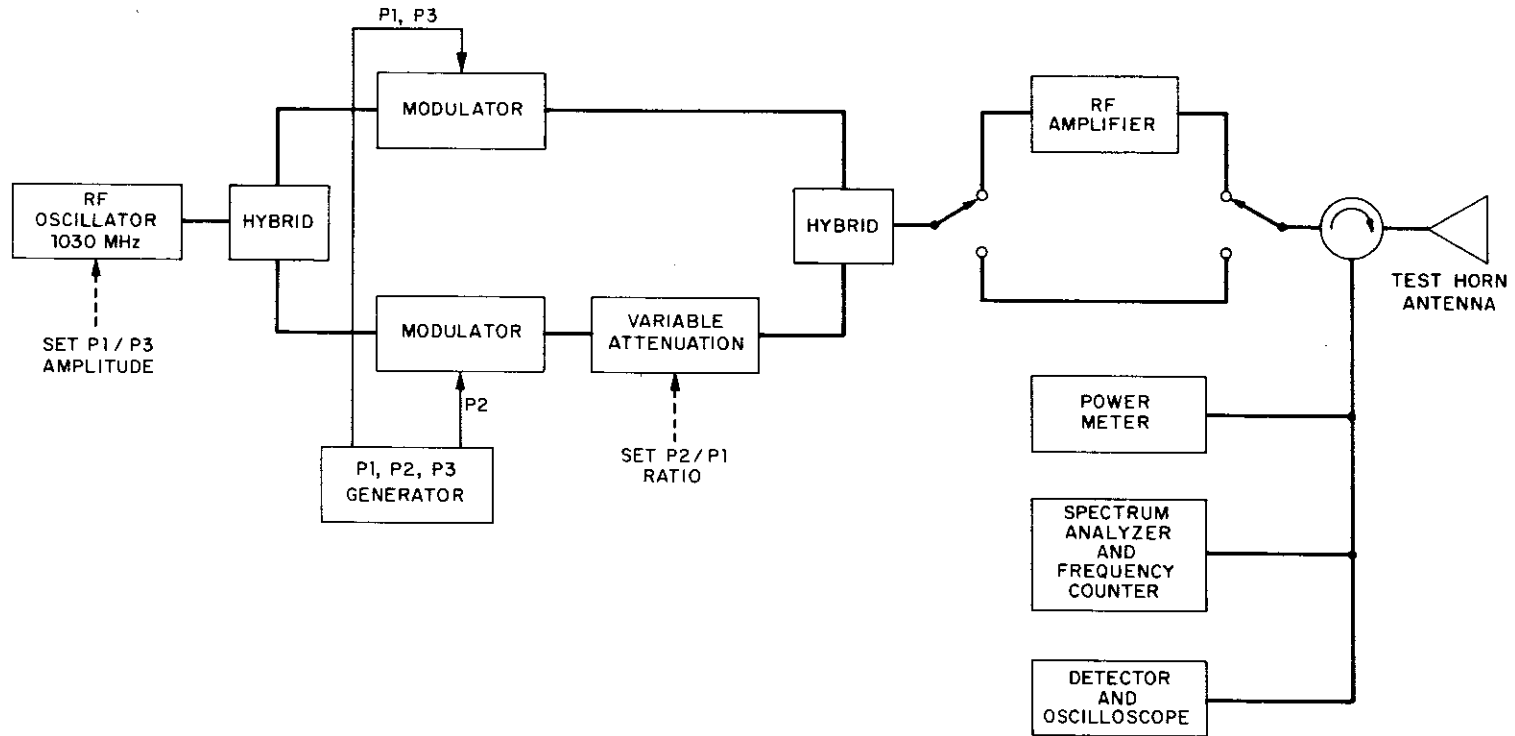 P1, P3
MODULATOR
RF
AMPLIFIER
RF
OSCILLATOR
1030 MHz
HYBRID
HYBRID
TEST HORN
ANTENNA
SET P1/P3
AMPLITUDE
MODULATOR
VARIABLE
ATTENUATION
P2
SET P2/P1
RATIO
P1, P2, P3
GENERATOR
POWER
METER
SPECTRUM
ANALYZER
AND
FREQUENCY
COUNTER
DETECTOR
AND
OSCILLOSCOPE